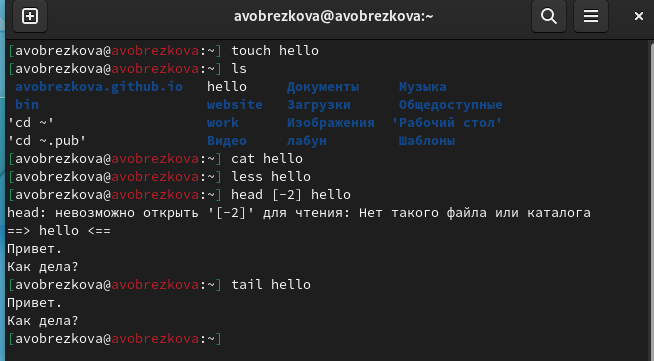 avobrezkova@avobrezkova:~
[avobrezkova@avobrezkova:~] touch hello
[avobrezkova@avobrezkova:~] ls
avobrezkova.github.io hello Документы Музыка
bin website Загрузки Общедоступные
'cd ~' work Изображения 'Рабочий стол'
'cd ~.pub' Видео лабун Шаблоны
[avobrezkova@avobrezkova:~] cat hello
[avobrezkova@avobrezkova:~] less hello
[avobrezkova@avobrezkova:~] head [-2] hello
head: невозможно открыть '[-2]' для чтения: Нет такого файла или каталога
==> hello <==
Привет.
Как дела?
[avobrezkova@avobrezkova:~] tail hello
Привет.
Как дела?
[avobrezkova@avobrezkova:~]